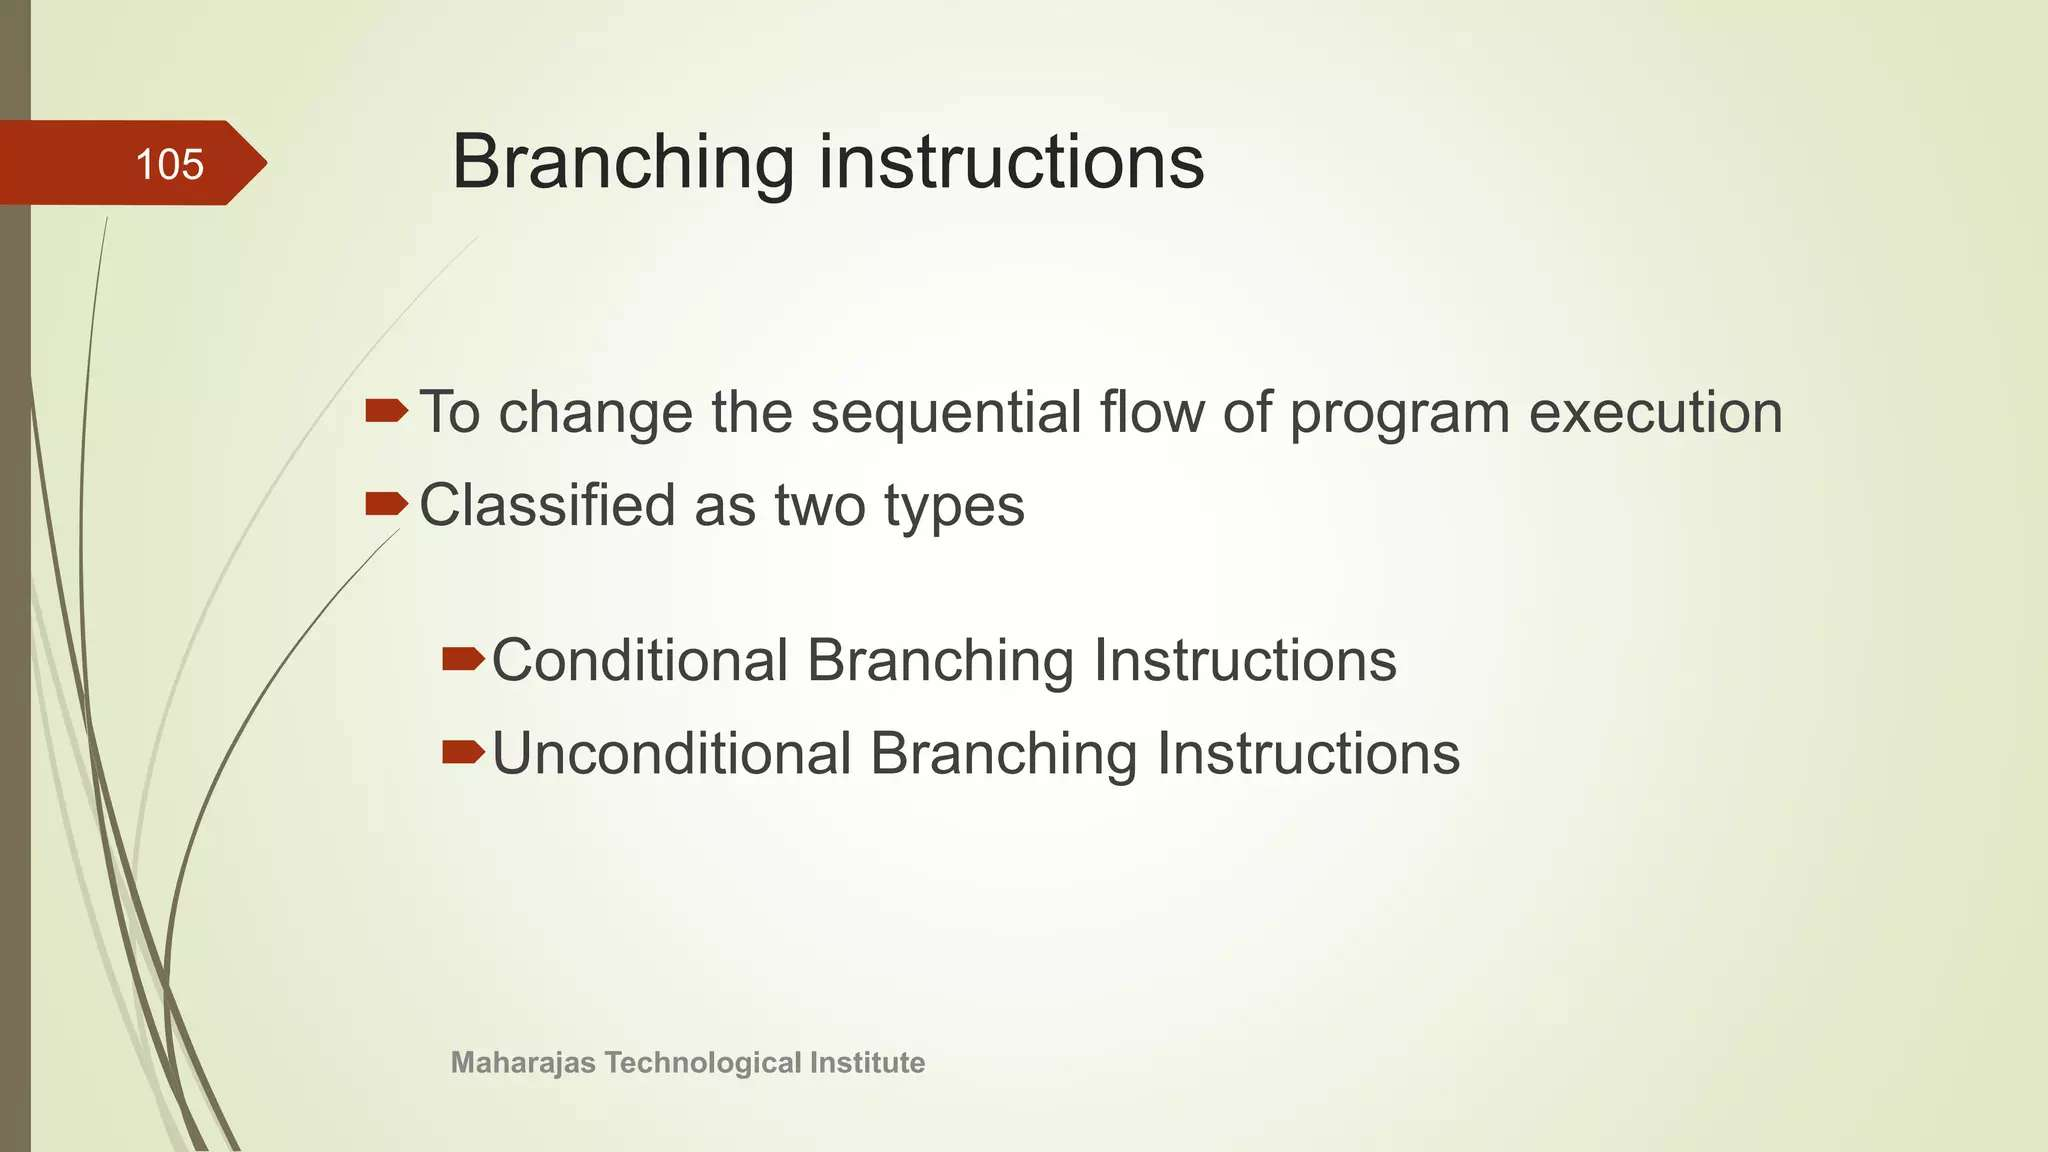 105
Branching instructions
To change the sequential flow of program execution
Classified as two types
Conditional Branching Instructions
Unconditional Branching Instructions
Maharajas Technological Institute